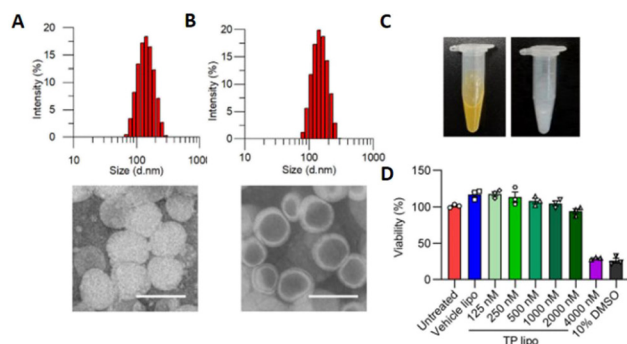 A
B
C
20
15
10
5
0
Intensity (%)
10
100
100
Size (d.nm)
20
15
10
5
0
Intensity (%)
10
100
1000
Size (d.nm)
D
150
100
50
0
Viability (%)
Untreated
Vehicle lipo
125 nM
250 nM
500 nM
1000 nM
2000 nM
4000 nM
10% DMSO
TP lipo